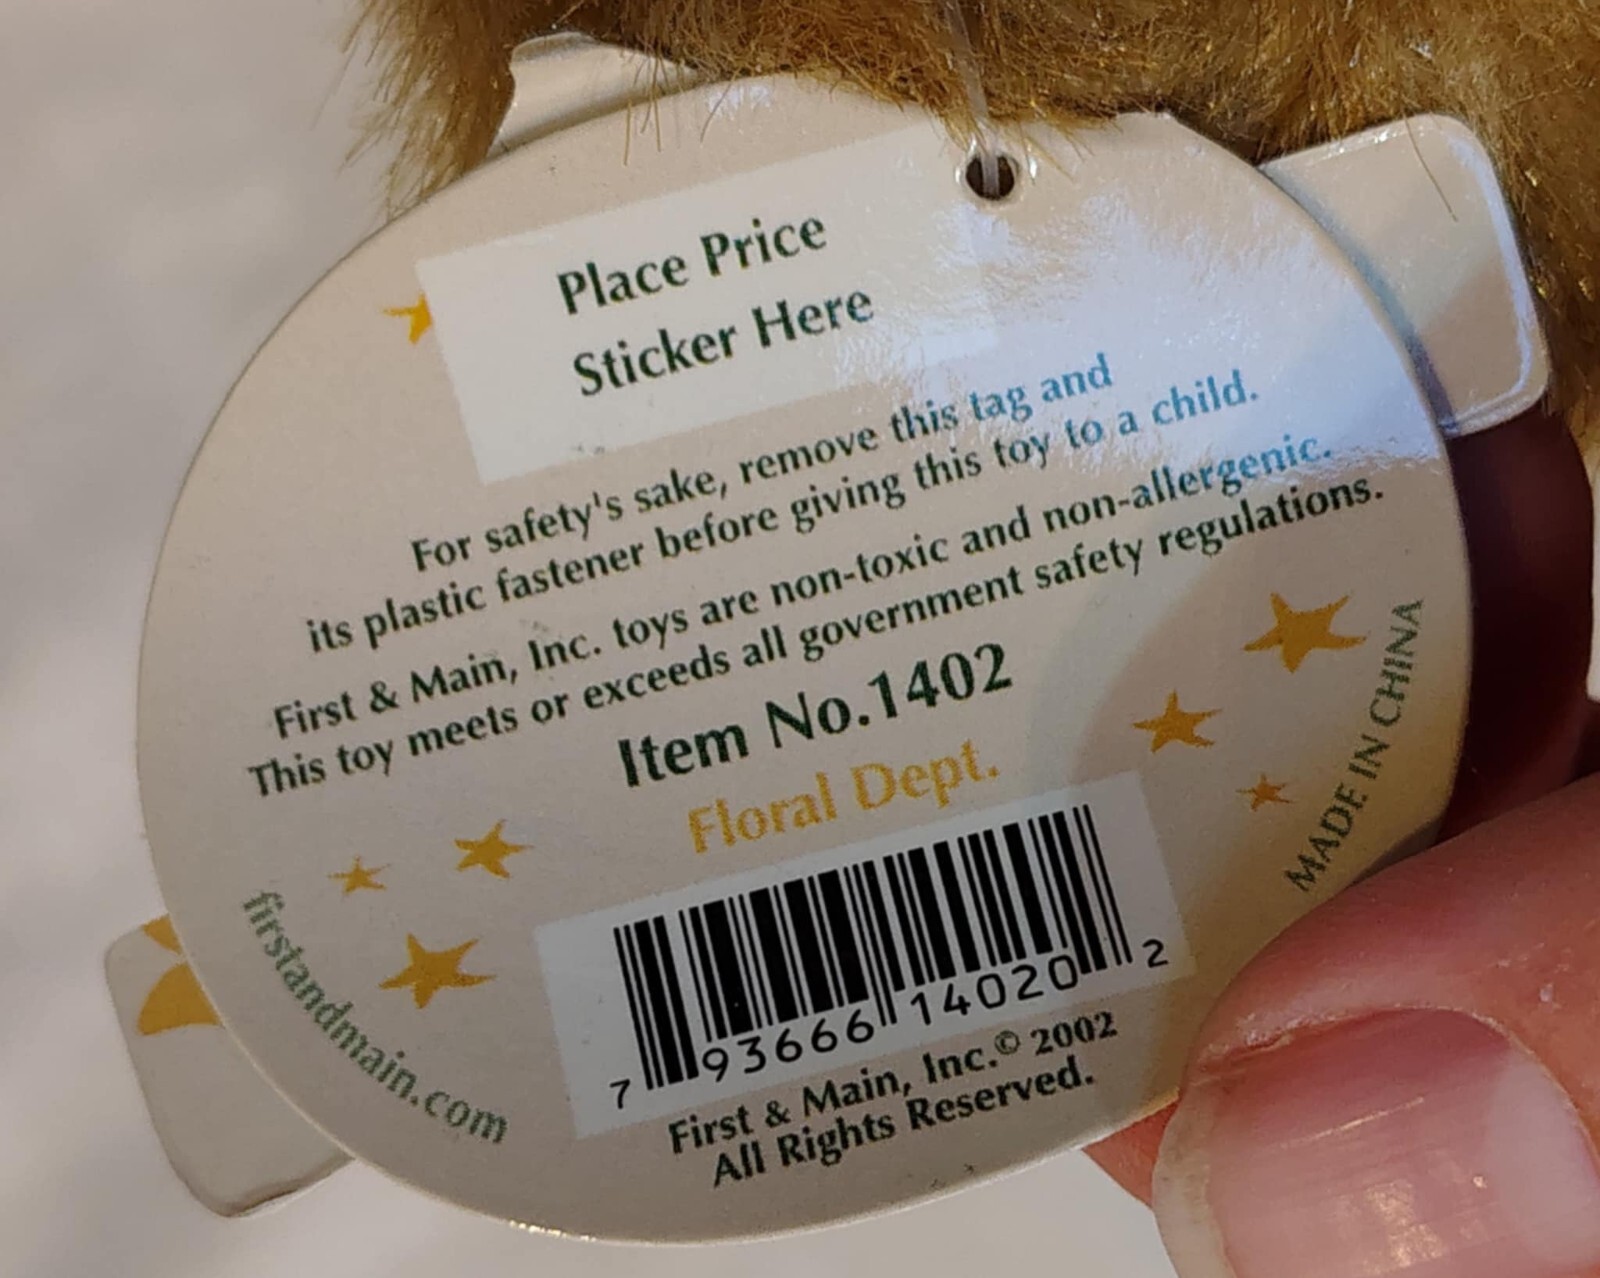 Place Price
Sticker Here
For safety's sake, remove this tag and
its plastic fastener before giving this toy to a child.
First & Main, Inc. toys are non-toxic and non-allergenic.
This toy meets or exceeds all government safety regulations.
Item No.1402
Floral Dept.
7 93666 14020 2
First & Main, Inc.© 2002
All Rights Reserved.
firstandmain.com
MADE IN CHINA